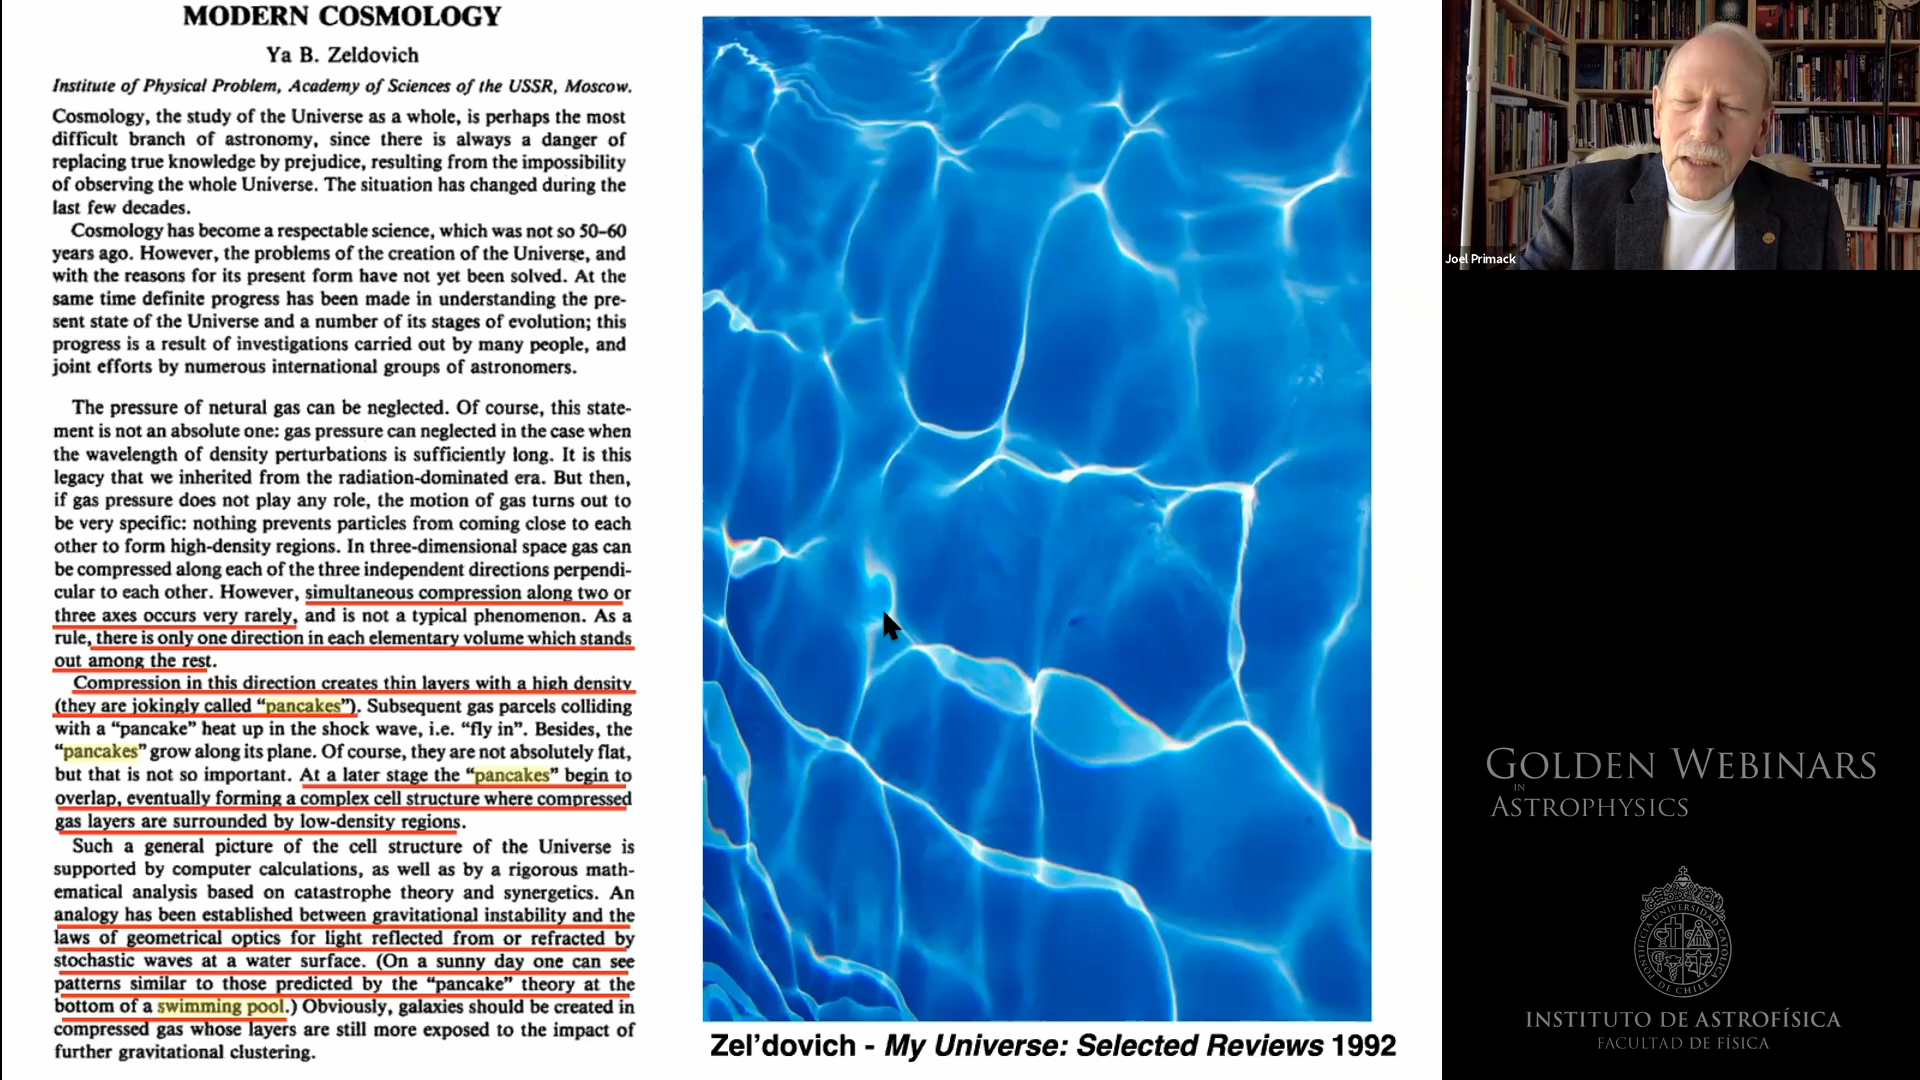 MODERN COSMOLOGY
Ya B. Zeldovich
Institute of Physical Problem, Academy of Sciences of the USSR, Moscow.
Cosmology, the study of the Universe as a whole, is perhaps the most
difficult branch of astronomy, since there is always a danger of
replacing true knowledge by prejudice, resulting from the impossibility
of observing the whole Universe. The situation has changed during the
last few decades.
Cosmology has become a respectable science, which was not so 50–60
years ago. However, the problems of the creation of the Universe, and
with the reasons for its present form have not yet been solved. At the
same time definite progress has been made in understanding the pre-
sent state of the Universe and a number of its stages of evolution; this
progress is a result of investigations carried out by many people, and
joint efforts by numerous international groups of astronomers.
The pressure of netural gas can be neglected. Of course, this state-
ment is not an absolute one: gas pressure can neglected in the case when
the wavelength of density perturbations is sufficiently long. It is this
legacy that we inherited from the radiation-dominated era. But then,
if gas pressure does not play any role, the motion of gas turns out to
be very specific: nothing prevents particles from coming close to each
other to form high-density regions. In three-dimensional space gas can
be compressed along each of the three independent directions perpendi-
cular to each other. However, simultaneous compression along two or
three axes occurs very rarely, and is not a typical phenomenon. As a
rule, there is only one direction in each elementary volume which stands
out among the rest.
Compression in this direction creates thin layers with a high density
(they are jokingly called “pancakes”). Subsequent gas parcels colliding
with a “pancake” heat up in the shock wave, i.e. “fly in”. Besides, the
“pancakes” grow along its plane. Of course, they are not absolutely flat,
but that is not so important. At a later stage the “pancakes” begin to
overlap, eventually forming a complex cell structure where compressed
gas layers are surrounded by low-density regions.
Such a general picture of the cell structure of the Universe is
supported by computer calculations, as well as by a rigorous math-
ematical analysis based on catastrophe theory and synergetics. An
analogy has been established between gravitational instability and the
laws of geometrical optics for light reflected from or refracted by
stochastic waves at a water surface. (On a sunny day one can see
patterns similar to those predicted by the “pancake” theory at the
bottom of a swimming pool.) Obviously, galaxies should be created in
compressed gas whose layers are still more exposed to the impact of
further gravitational clustering.
Zel’dovich - My Universe: Selected Reviews 1992
Joel Primack
GOLDEN WEBINARS
IN
ASTROPHYSICS
PONTIFICIA UNIVERSIDAD CATOLICA DE CHILE
INSTITUTO DE ASTROFÍSICA
FACULTAD DE FÍSICA